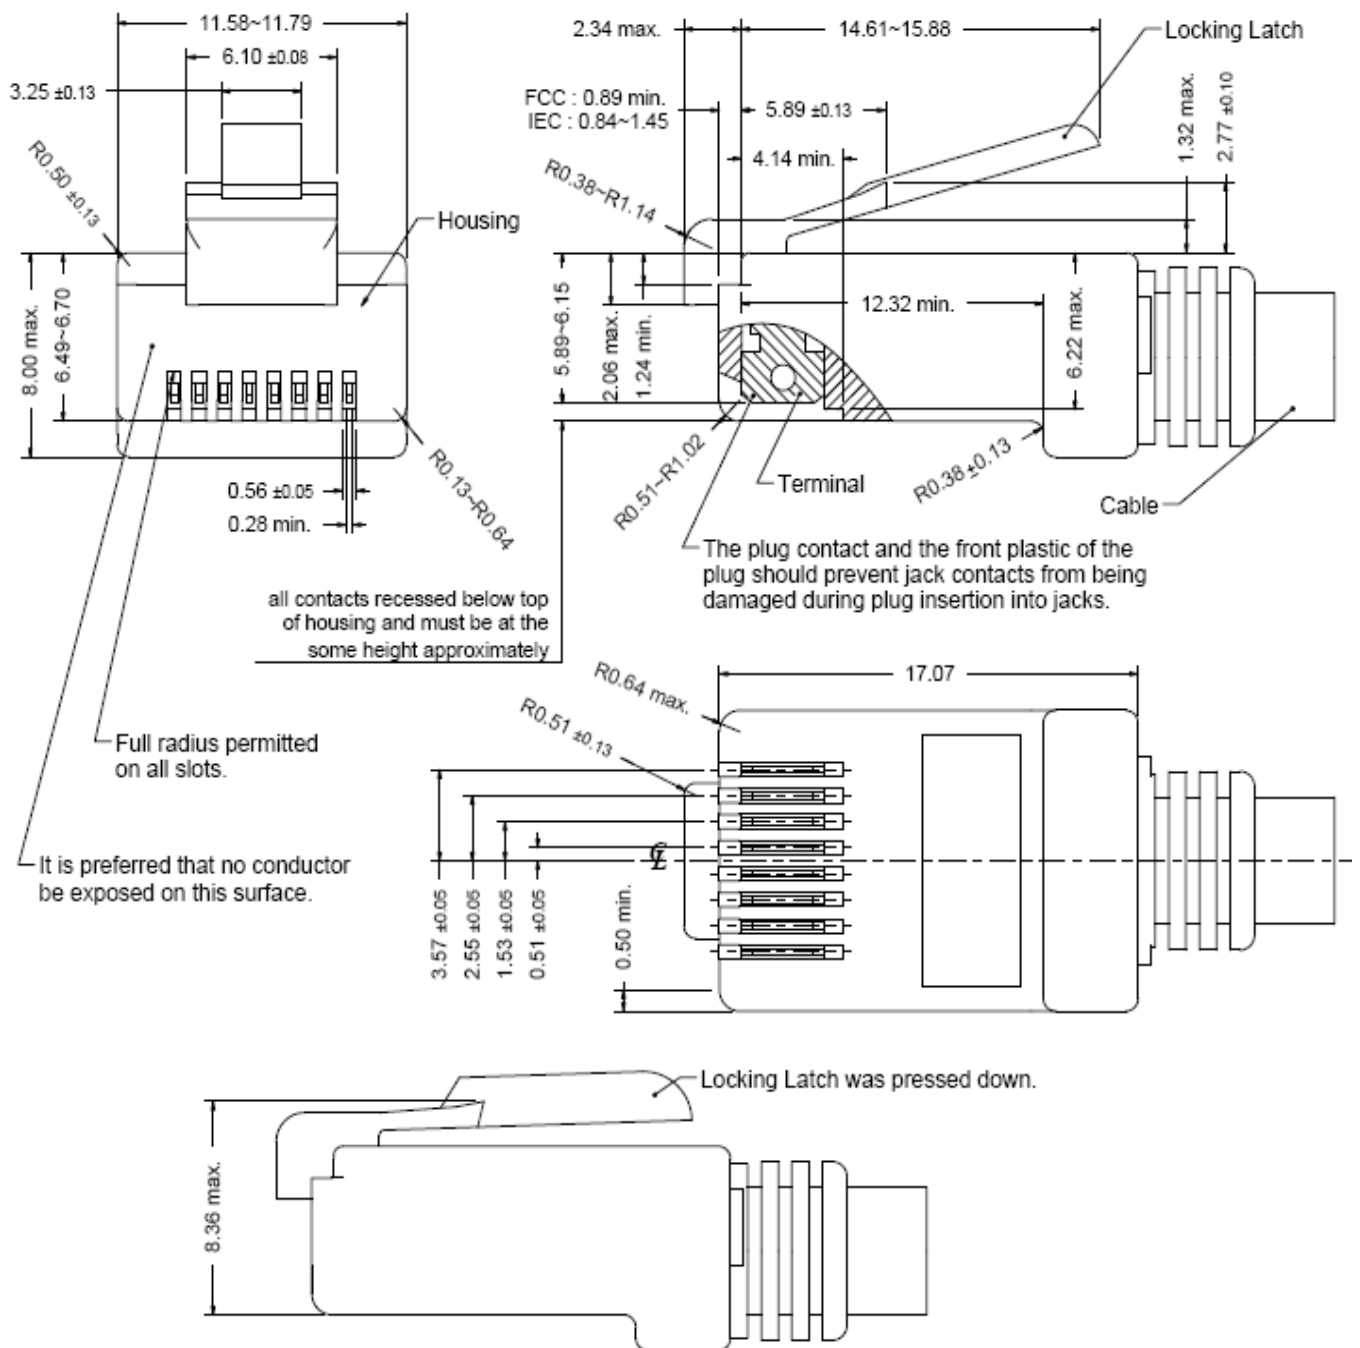 11.58~11.79
6.10 ±0.08
3.25 ±0.13
R0.50 ±0.13
Housing
8.00 max.
6.49~6.70
0.56 ±0.05
0.28 min.
R0.13~R0.64
all contacts recessed below top
of housing and must be at the
some height approximately
Full radius permitted
on all slots.
It is preferred that no conductor
be exposed on this surface.
2.34 max.
14.61~15.88
Locking Latch
FCC : 0.89 min.
IEC : 0.84~1.45
5.89 ±0.13
4.14 min.
1.32 max.
2.77 ±0.10
R0.38~R1.14
5.89~6.15
2.06 max.
1.24 min.
12.32 min.
6.22 max.
R0.51~R1.02
Terminal
R0.38 ±0.13
Cable
The plug contact and the front plastic of the
plug should prevent jack contacts from being
damaged during plug insertion into jacks.
R0.64 max.
17.07
R0.51 ±0.13
3.57 ±0.05
2.55 ±0.05
1.53 ±0.05
0.51 ±0.05
℄
0.50 min.
Locking Latch was pressed down.
8.36 max.